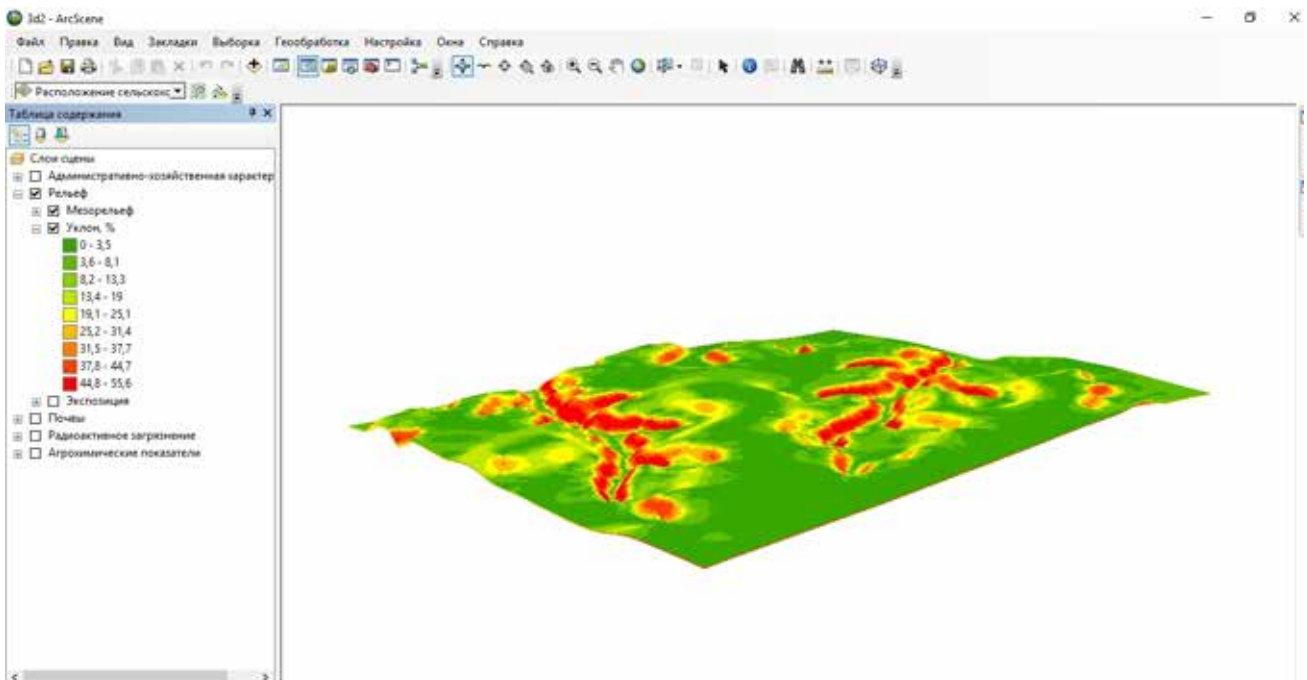 3d2 - ArcScene
Файл Правка Вид Закладки Выборка Геообработка Настройка Окна Справка
Расположение сельскохс
Таблица содержания
Слои сцены
Административно-хозяйственная характер
Рельеф
Мезорельеф
Уклон, %
0 - 3,5
3,6 - 8,1
8,2 - 13,3
13,4 - 19
19,1 - 25,1
25,2 - 31,4
31,5 - 37,7
37,8 - 44,7
44,8 - 55,6
Экспозиция
Почвы
Радиоактивное загрязнение
Агрохимические показатели